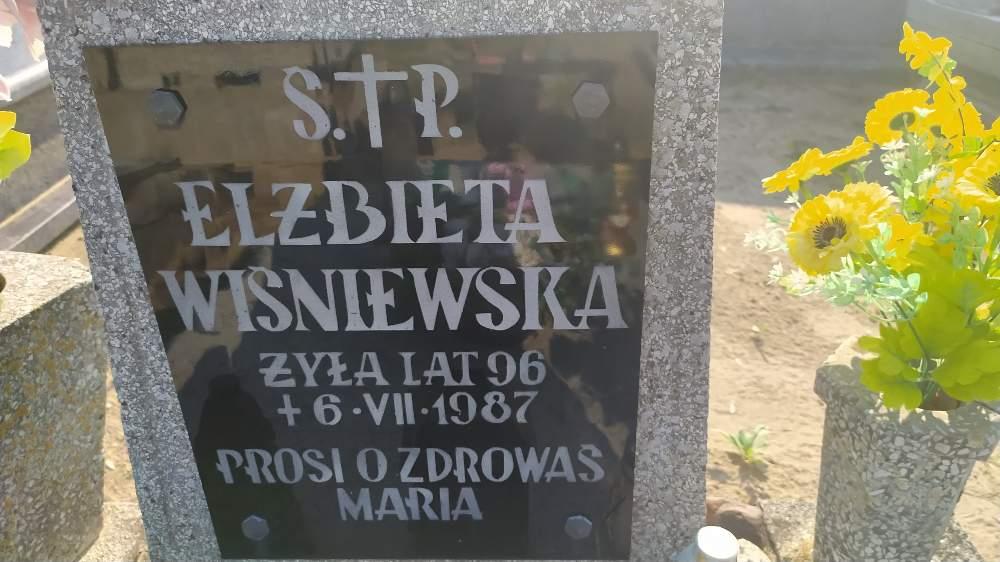 S. † P.
ELŻBIETA
WIŚNIEWSKA
ŻYŁA LAT 96
+ 6 · VII · 1987
PROSI O ZDROWAŚ
MARIA